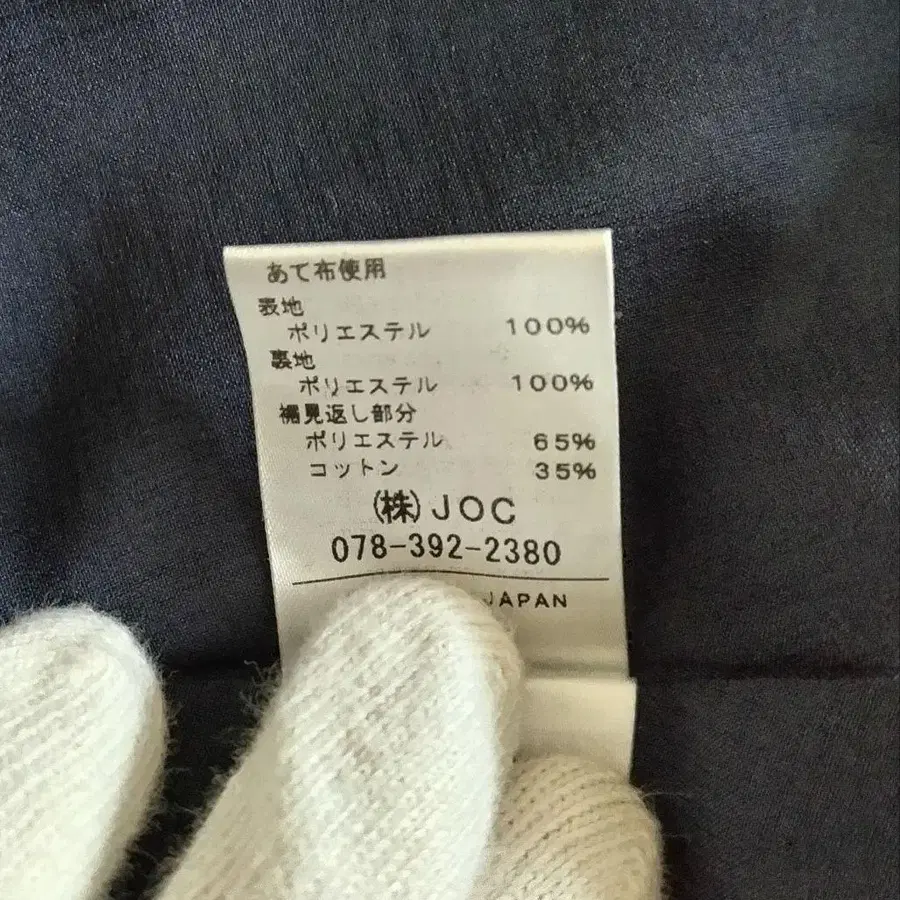 あて布使用
表地
ポリエステル 100%
裏地
ポリエステル 100%
裾見返し部分
ポリエステル 65%
コットン 35%
(株)JOC
078-392-2380
JAPAN